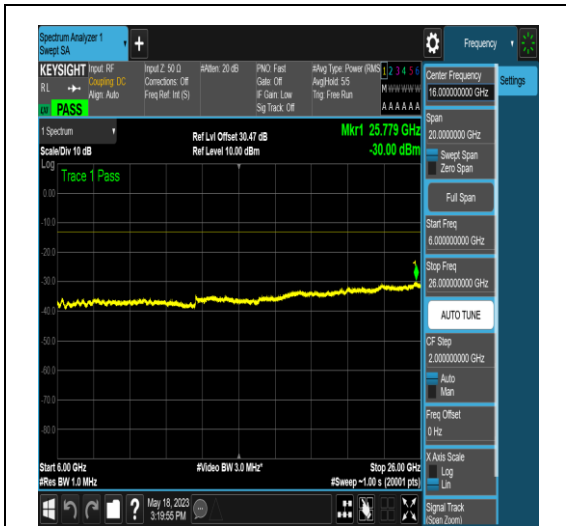 Spectrum Analyzer 1
Swept SA
+
Frequency
KEYSIGHT
Input: RF
Coupling: DC
Align: Auto
RL
Input Z: 50 Ω
Corrections: Off
Freq Ref: Int (S)
#Atten: 20 dB
PNO: Fast
Gate: Off
IF Gain: Low
Sig Track: Off
#Avg Type: Power (RMS
Avg|Hold: 5/5
Trig: Free Run
1 2 3 4 5 6
M W W W W W
A A A A A A
PASS
Center Frequency
16.000000000 GHz
Settings
Span
20.0000000 GHz
Swept Span
Zero Span
Full Span
Start Freq
6.000000000 GHz
Stop Freq
26.000000000 GHz
AUTO TUNE
CF Step
2.000000000 GHz
Auto
Man
Freq Offset
0 Hz
X Axis Scale
Log
Lin
Signal Track
(Span Zoom)
1 Spectrum
Scale/Div 10 dB
Ref Lvl Offset 30.47 dB
Ref Level 10.00 dBm
Mkr1 25.779 GHz
-30.00 dBm
Log
Trace 1 Pass
0.00
-10.0
-20.0
-30.0
-40.0
-50.0
-60.0
-70.0
-80.0
1
Start 6.00 GHz
#Res BW 1.0 MHz
#Video BW 3.0 MHz*
Stop 26.00 GHz
#Sweep ~1.00 s (20001 pts)
?
May 18, 2023
3:19:55 PM